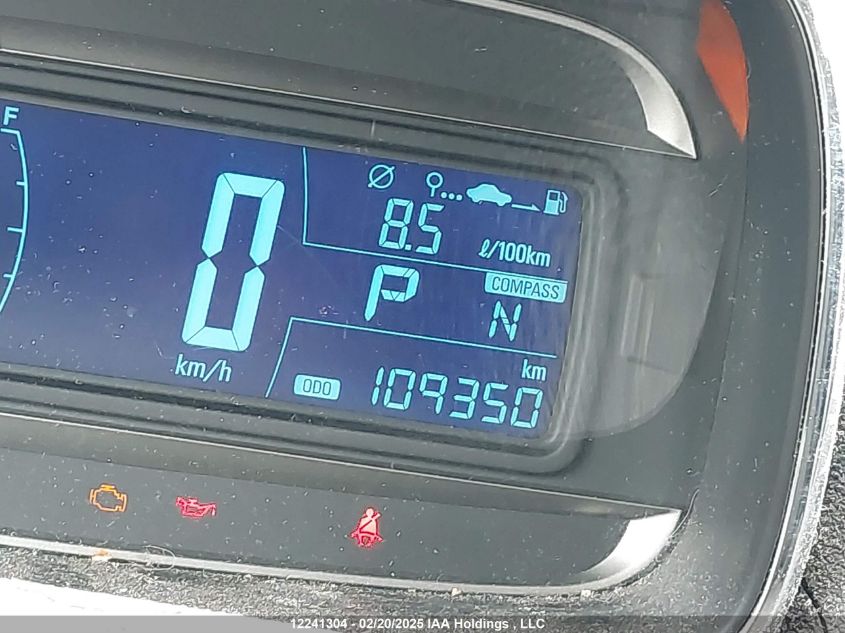 F
8.5
ℓ/100km
0
P
COMPASS
N
km/h
km
ODO
109350
12241304 - 02/20/2025 IAA Holdings , LLC